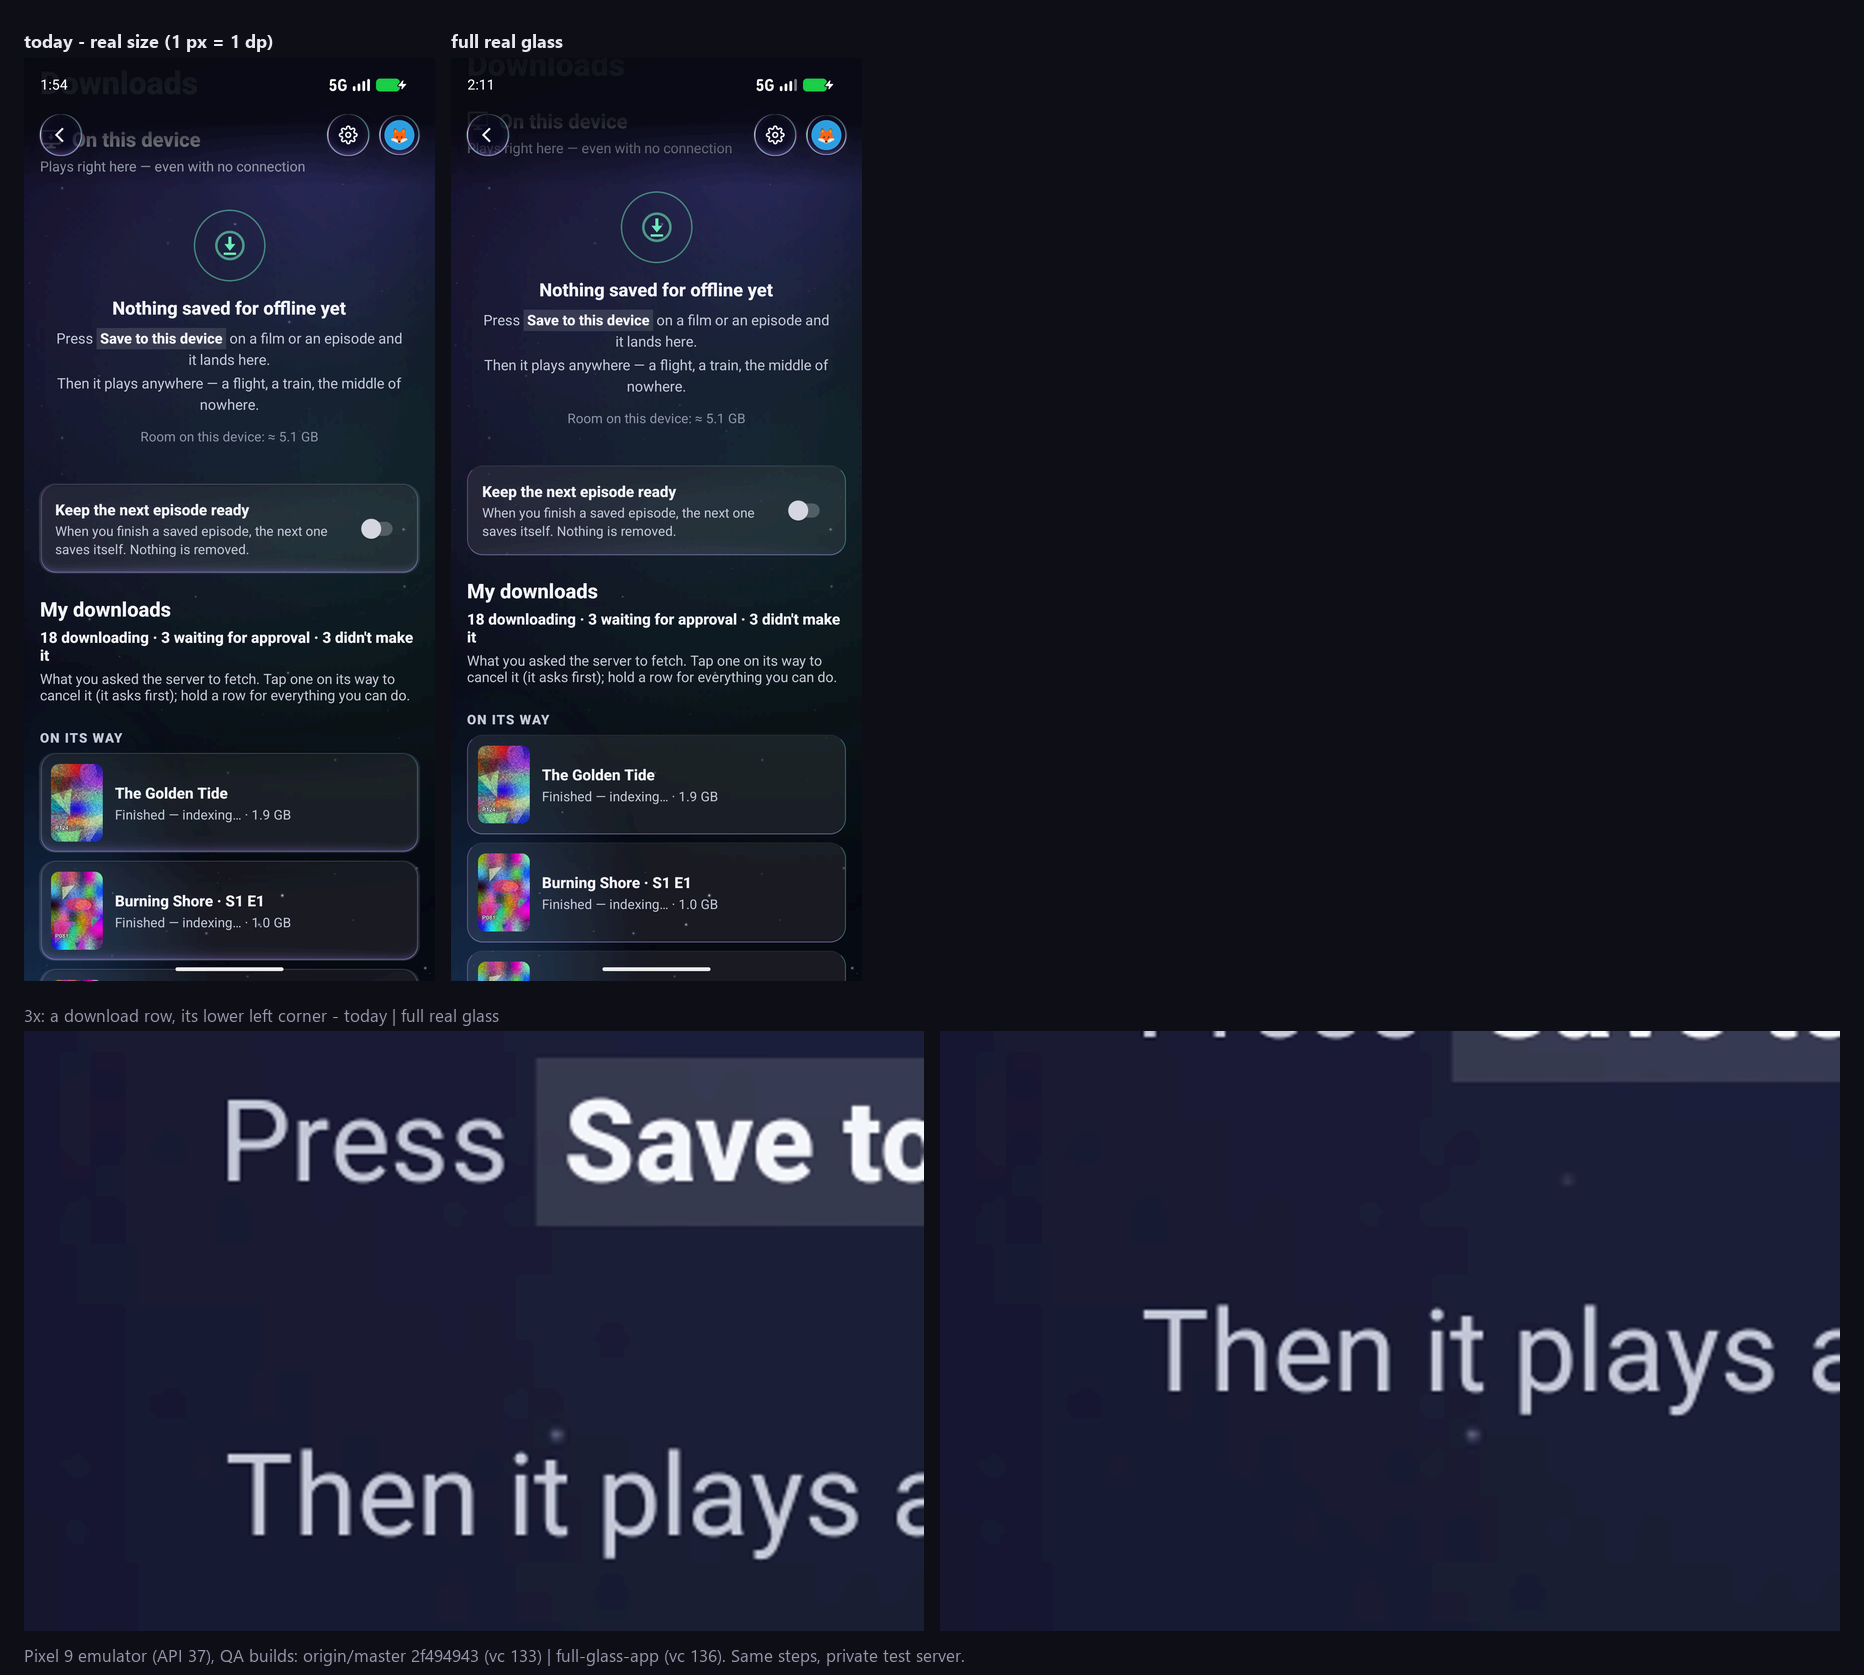 today - real size (1 px = 1 dp)
full real glass
Downloads
1:54
5G
On this device
Plays right here — even with no connection
Nothing saved for offline yet
Press Save to this device on a film or an episode and
it lands here.
Then it plays anywhere — a flight, a train, the middle of
nowhere.
Room on this device: ≈ 5.1 GB
Keep the next episode ready
When you finish a saved episode, the next one
saves itself. Nothing is removed.
My downloads
18 downloading · 3 waiting for approval · 3 didn't make
it
What you asked the server to fetch. Tap one on its way to
cancel it (it asks first); hold a row for everything you can do.
ON ITS WAY
The Golden Tide
Finished — indexing... · 1.9 GB
Burning Shore · S1 E1
Finished — indexing... · 1.0 GB
Downloads
2:11
5G
On this device
Plays right here — even with no connection
Nothing saved for offline yet
Press Save to this device on a film or an episode and
it lands here.
Then it plays anywhere — a flight, a train, the middle of
nowhere.
Room on this device: ≈ 5.1 GB
Keep the next episode ready
When you finish a saved episode, the next one
saves itself. Nothing is removed.
My downloads
18 downloading · 3 waiting for approval · 3 didn't make
it
What you asked the server to fetch. Tap one on its way to
cancel it (it asks first); hold a row for everything you can do.
ON ITS WAY
The Golden Tide
Finished — indexing... · 1.9 GB
Burning Shore · S1 E1
Finished — indexing... · 1.0 GB
3x: a download row, its lower left corner - today | full real glass
Press Save to
Then it plays a
Then it plays a
Pixel 9 emulator (API 37), QA builds: origin/master 2f494943 (vc 133) | full-glass-app (vc 136). Same steps, private test server.